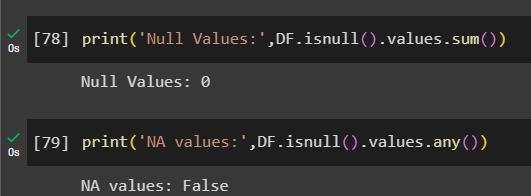 [78] print('Null Values:',DF.isnull().values.sum())
0s
Null Values: 0
[79] print('NA values:',DF.isnull().values.any())
0s
NA values: False